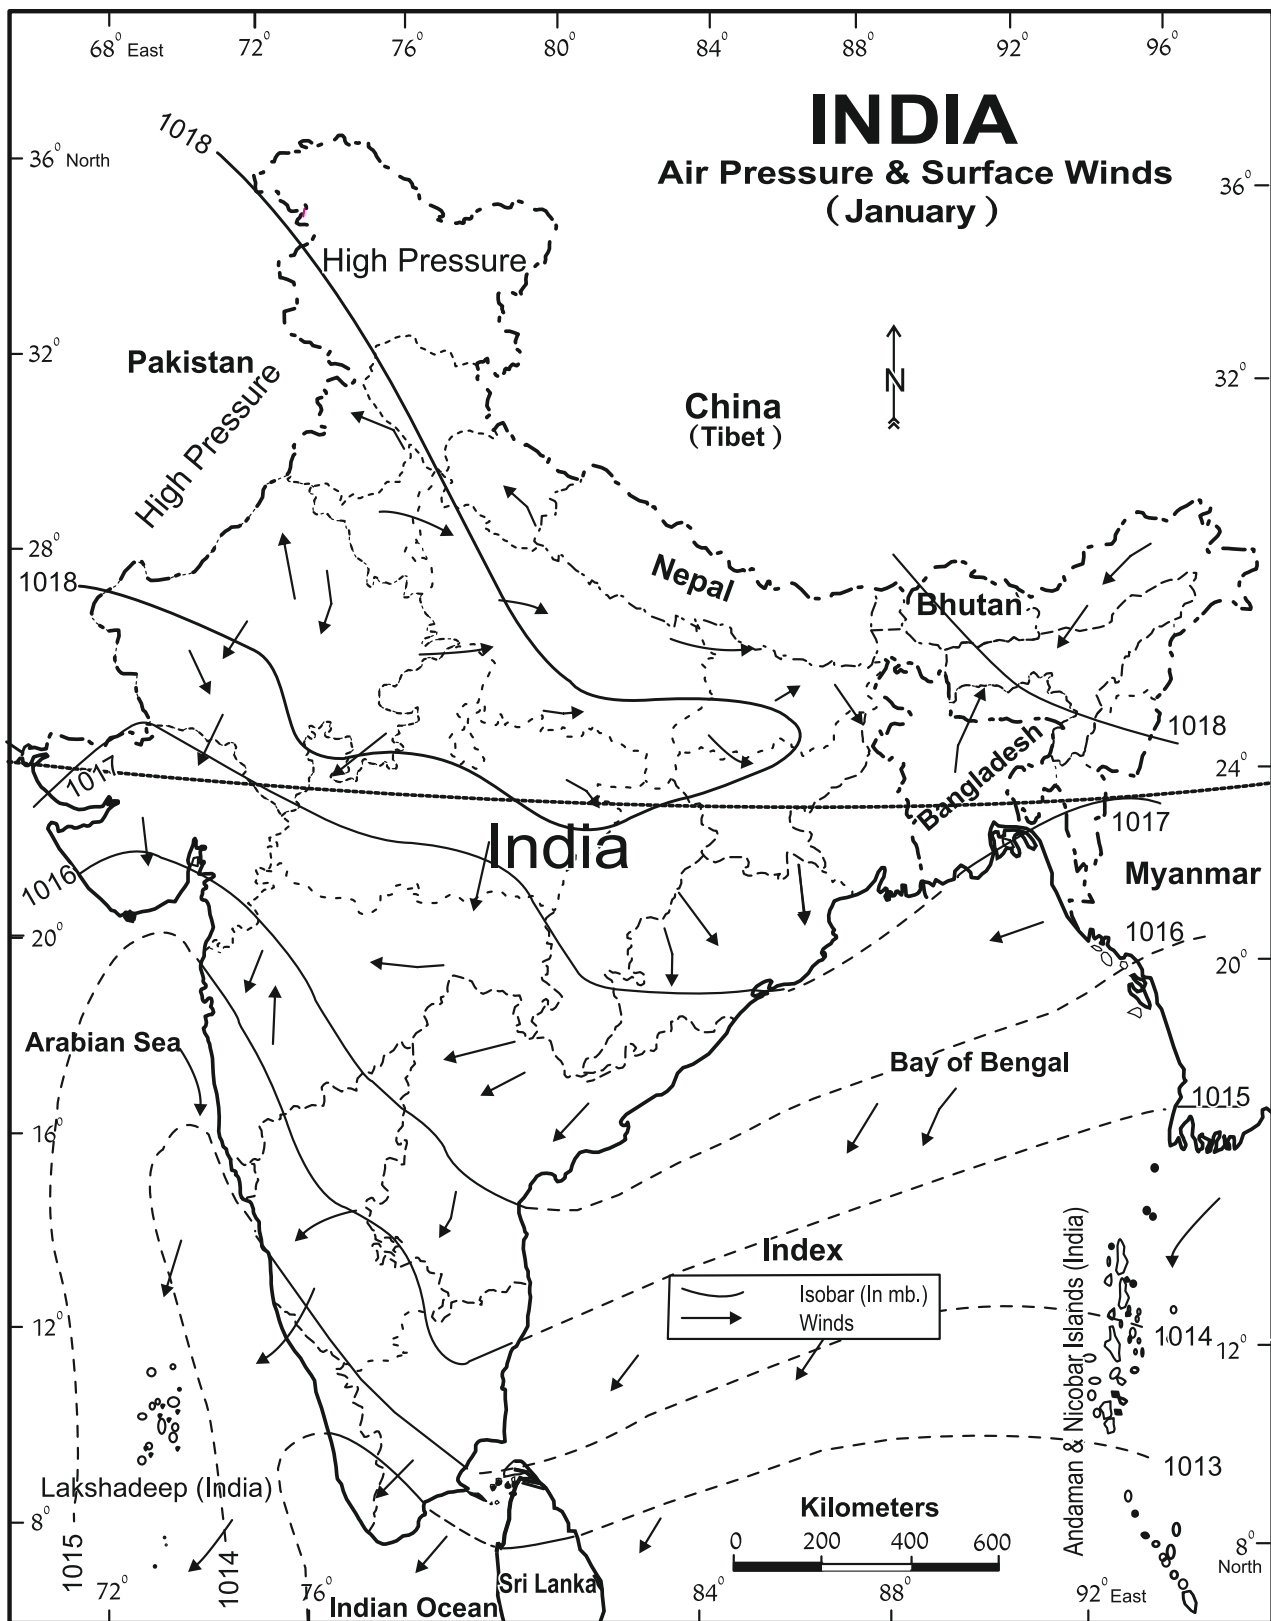 68° East 72° 76° 80° 84° 88° 92° 96°
INDIA
Air Pressure & Surface Winds
(January)
1018
36° North
36°
High Pressure
Pakistan
32°
32°
N
China
(Tibet)
High Pressure
28°
1018
Nepal
Bhutan
1018
24°
1017
Bangladesh
1017
India
1016
Myanmar
20°
1016
20°
Arabian Sea
Bay of Bengal
1015
16°
Index
Isobar (In mb.)
Winds
12°
1014
12°
Andaman & Nicobar Islands (India)
1013
Lakshadeep (India)
Kilometers
0 200 400 600
8°
8°
North
1015
1014
Sri Lanka
72° 76° 84° 88° 92° East
Indian Ocean